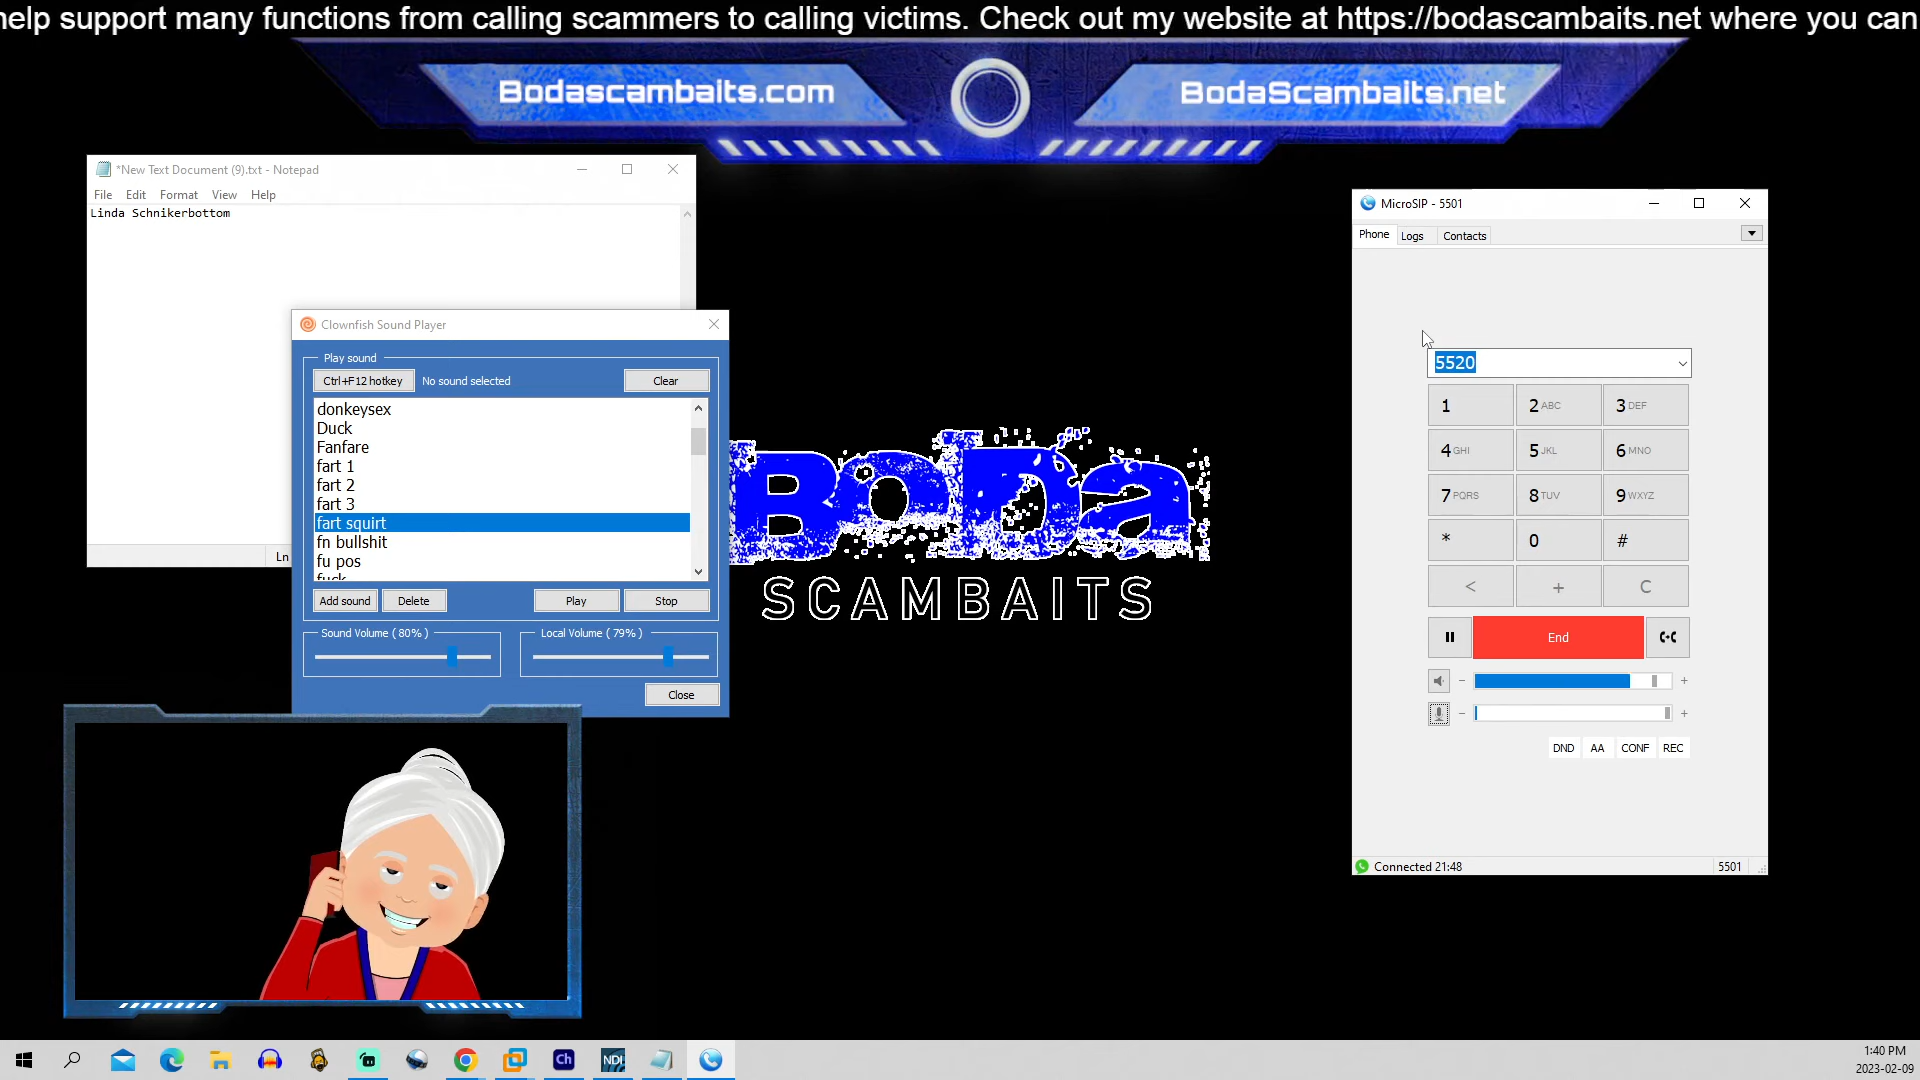 help support many functions from calling scammers to calling victims. Check out my website at https://bodascambaits.net where you can
Bodascambaits.com
BodaScambaits.net
*New Text Document (9).txt - Notepad
File Edit Format View Help
Linda Schnikerbottom
Ln
Clownfish Sound Player
Play sound
Ctrl+F12 hotkey No sound selected Clear
donkeysex
Duck
Fanfare
fart 1
fart 2
fart 3
fart squirt
fn bullshit
fu pos
fuck
Add sound Delete Play Stop
Sound Volume ( 80% ) Local Volume ( 79% )
Close
BoDa
SCAMBAITS
MicroSIP - 5501
Phone Logs Contacts
5520
1 2 ABC 3 DEF
4 GHI 5 JKL 6 MNO
7 PQRS 8 TUV 9 WXYZ
* 0 #
< + C
End
- +
- +
DND AA CONF REC
Connected 21:48 5501
Ch
NDI
1:40 PM
2023-02-09